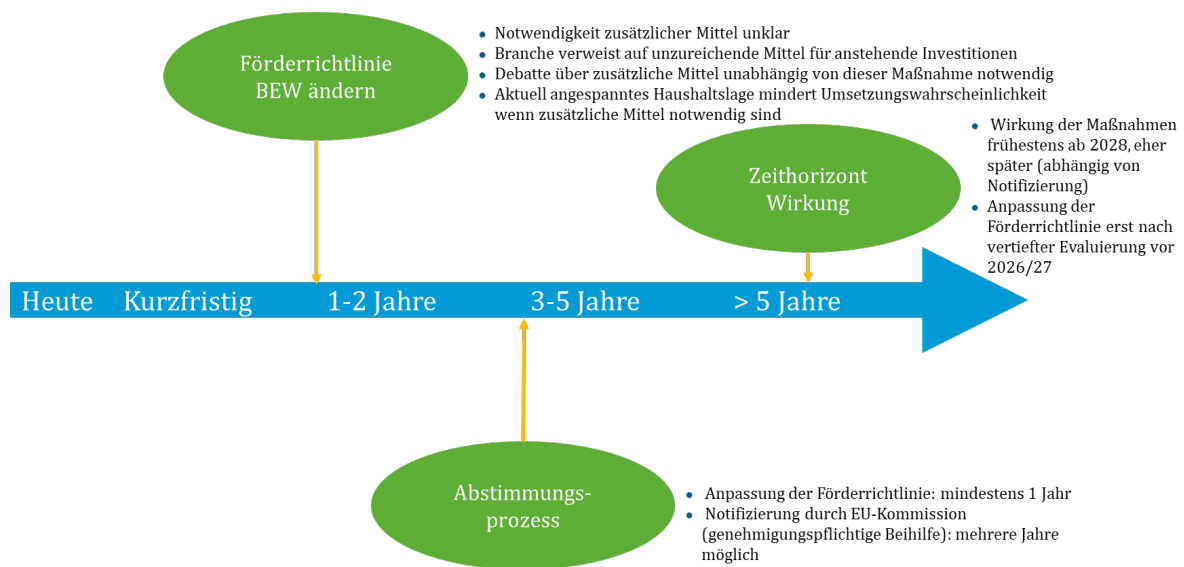 Förderrichtlinie
BEW ändern
• Notwendigkeit zusätzlicher Mittel unklar
• Branche verweist auf unzureichende Mittel für anstehende Investitionen
• Debatte über zusätzliche Mittel unabhängig von dieser Maßnahme notwendig
• Aktuell angespanntes Haushaltslage mindert Umsetzungswahrscheinlichkeit
wenn zusätzliche Mittel notwendig sind
Zeithorizont
Wirkung
• Wirkung der Maßnahmen
frühestens ab 2028, eher
später (abhängig von
Notifizierung)
• Anpassung der
Förderrichtlinie erst nach
vertiefter Evaluierung vor
2026/27
Heute Kurzfristig 1-2 Jahre 3-5 Jahre > 5 Jahre
Abstimmungs-
prozess
• Anpassung der Förderrichtlinie: mindestens 1 Jahr
• Notifizierung durch EU-Kommission
(genehmigungspflichtige Beihilfe): mehrere Jahre
möglich